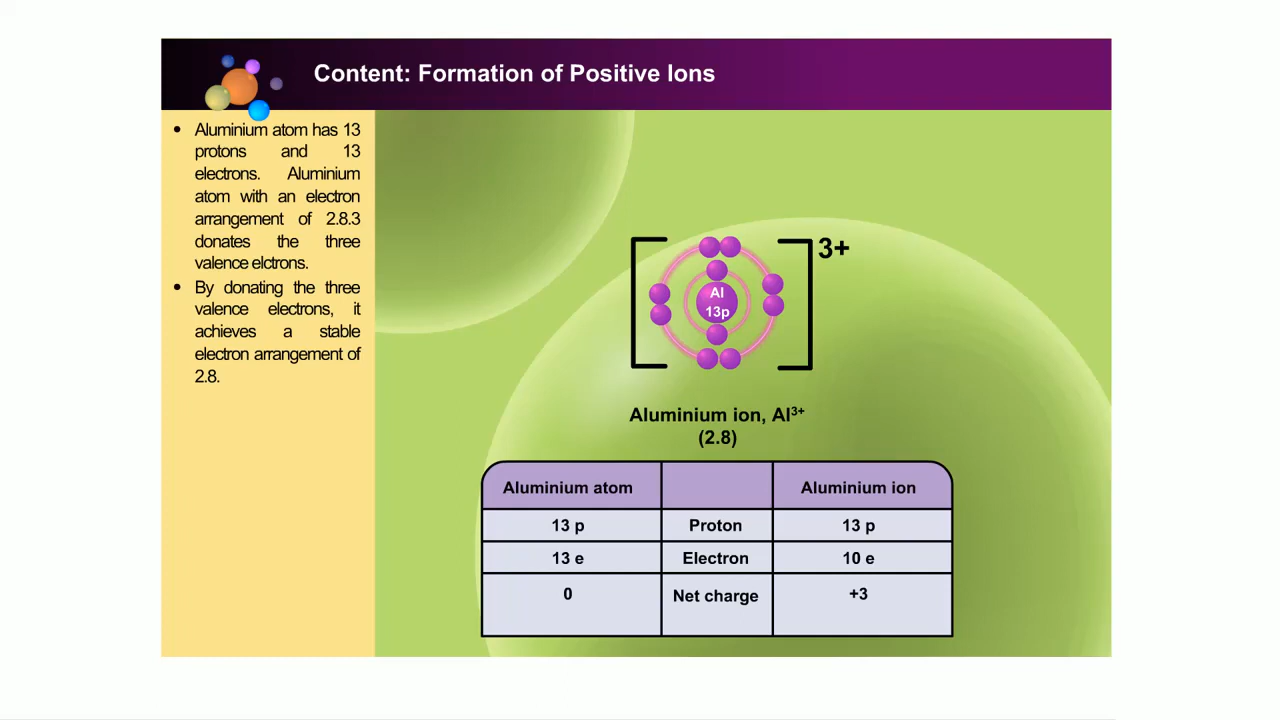 Content: Formation of Positive Ions
• Aluminium atom has 13
protons and 13
electrons. Aluminium
atom with an electron
arrangement of 2.8.3
donates the three
valence elctrons.
• By donating the three
valence electrons, it
achieves a stable
electron arrangement of
2.8.
3+
Al
13p
Aluminium ion, Al³⁺
(2.8)
Aluminium atom Aluminium ion
13 p Proton 13 p
13 e Electron 10 e
0 Net charge +3